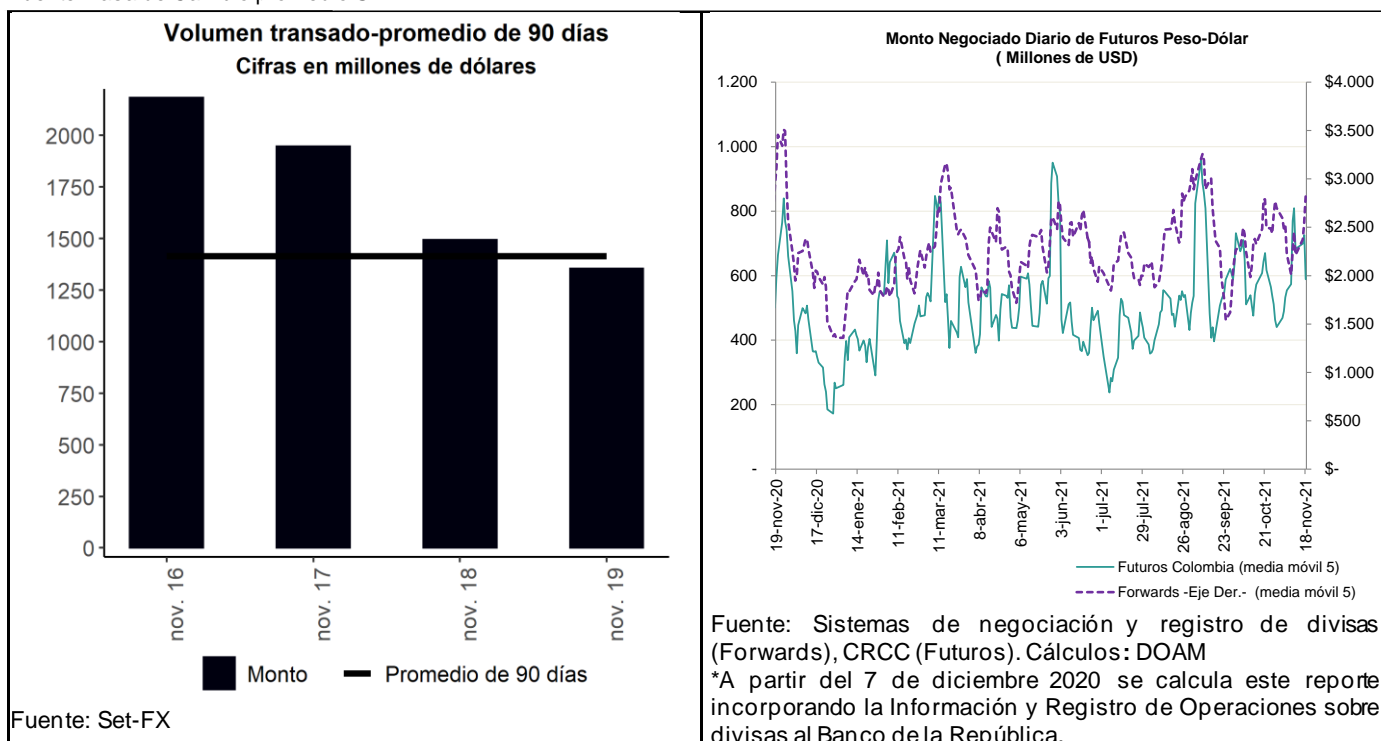 Volumen transado-promedio de 90 días
Cifras en millones de dólares
2000
1750
1500
1250
1000
750
500
250
0
nov. 16
nov. 17
nov. 18
nov. 19
Monto
Promedio de 90 días
Fuente: Set-FX
Monto Negociado Diario de Futuros Peso-Dólar
( Millones de USD)
1.200
1.000
800
600
400
200
-
$4.000
$3.500
$3.000
$2.500
$2.000
$1.500
$1.000
$500
$-
19-nov-20
17-dic-20
14-ene-21
11-feb-21
11-mar-21
8-abr-21
6-may-21
3-jun-21
1-jul-21
29-jul-21
26-ago-21
23-sep-21
21-oct-21
18-nov-21
Futuros Colombia (media móvil 5)
Forwards -Eje Der.- (media móvil 5)
Fuente: Sistemas de negociación y registro de divisas
(Forwards), CRCC (Futuros). Cálculos: DOAM
*A partir del 7 de diciembre 2020 se calcula este reporte
incorporando la Información y Registro de Operaciones sobre
divisas al Banco de la República.